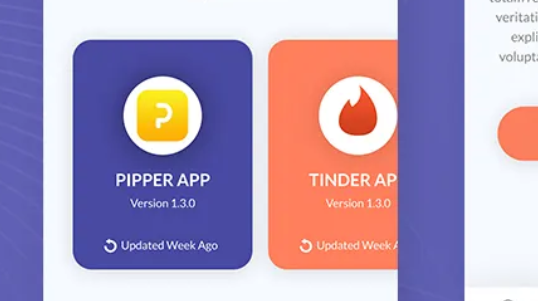 PIPPER APP
Version 1.3.0
Updated Week Ago
TINDER AP
Version 1.3.0
Updated Week
veritati
expli
volupta